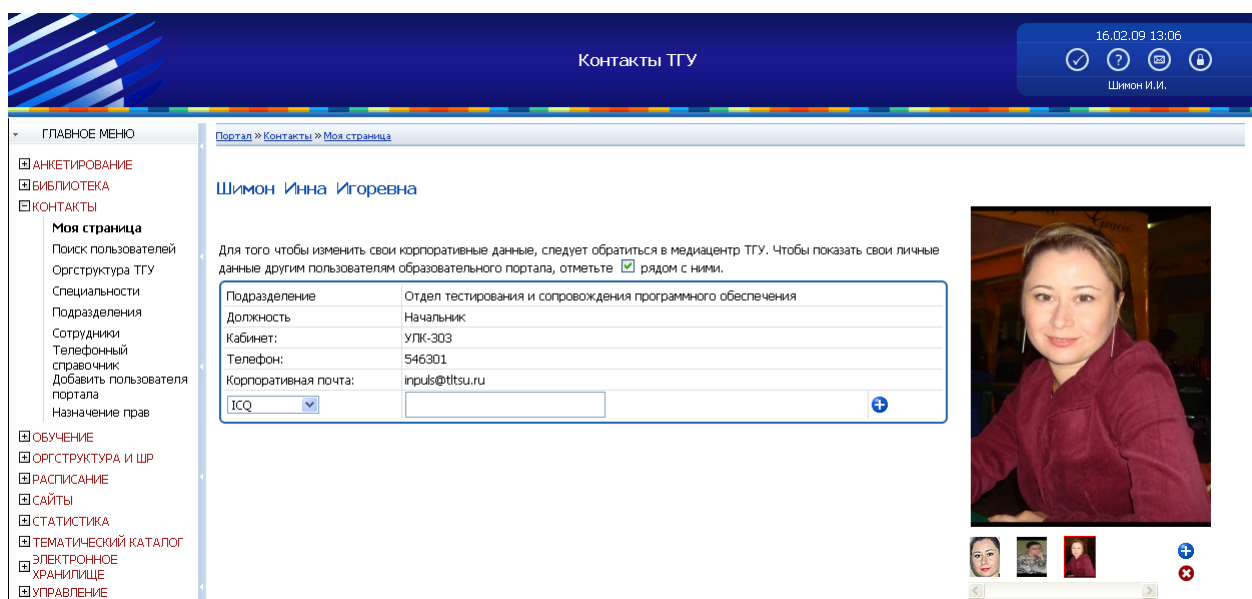 Контакты ТГУ
16.02.09 13:06
Шимон И.И.
ГЛАВНОЕ МЕНЮ
АНКЕТИРОВАНИЕ
БИБЛИОТЕКА
КОНТАКТЫ
Моя страница
Поиск пользователей
Оргструктура ТГУ
Специальности
Подразделения
Сотрудники
Телефонный
справочник
Добавить пользователя
портала
Назначение прав
ОБУЧЕНИЕ
ОРГСТРУКТУРА И ШР
РАСПИСАНИЕ
САЙТЫ
СТАТИСТИКА
ТЕМАТИЧЕСКИЙ КАТАЛОГ
ЭЛЕКТРОННОЕ
ХРАНИЛИЩЕ
УПРАВЛЕНИЕ
Портал » Контакты » Моя страница
Шимон Инна Игоревна
Для того чтобы изменить свои корпоративные данные, следует обратиться в медиацентр ТГУ. Чтобы показать свои личные
данные другим пользователям образовательного портала, отметьте рядом с ними.
Подразделение Отдел тестирования и сопровождения программного обеспечения
Должность Начальник
Кабинет: УЛК-303
Телефон: 546301
Корпоративная почта: inpuls@tltsu.ru
ICQ